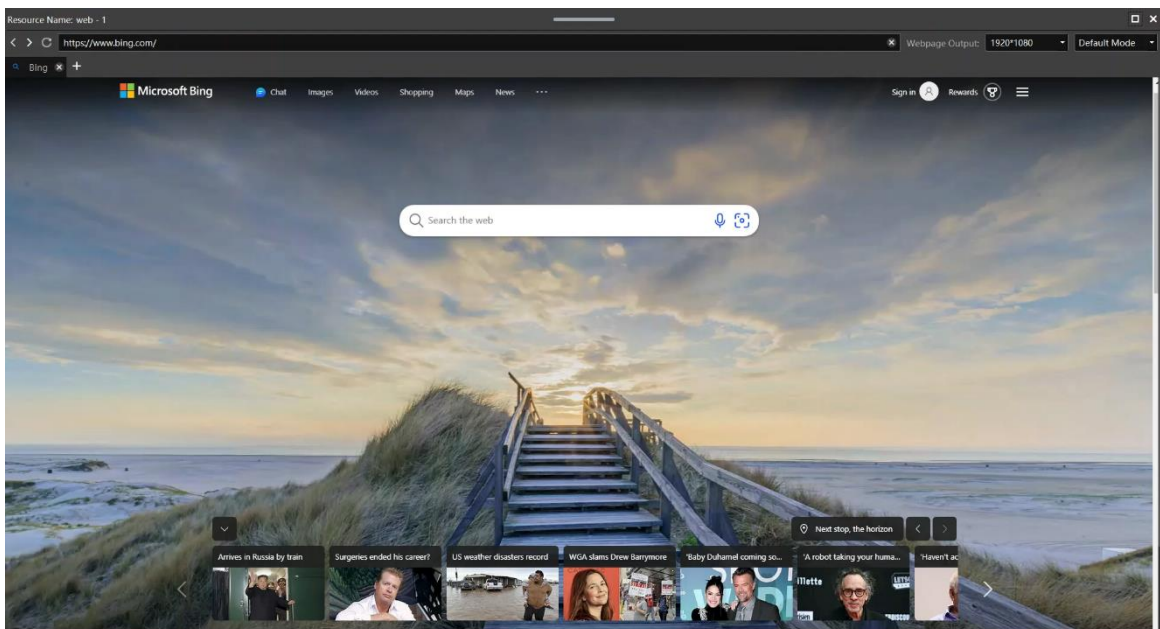 Resource Name: web - 1
https://www.bing.com/
Webpage Output: 1920*1080 Default Mode
Bing
Microsoft Bing Chat Images Videos Shopping Maps News ... Sign in Rewards
Search the web
Next stop, the horizon
Arrives in Russia by train
Surgeries ended his career?
US weather disasters record
WGA slams Drew Barrymore
'Baby Duhamel coming so...
'A robot taking your huma...
'Haven't ac